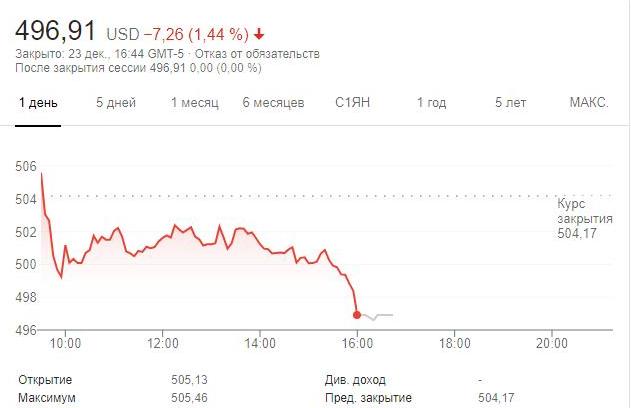 496,91 USD −7,26 (1,44 %) ↓
Закрыто: 23 дек., 16:44 GMT-5 · Отказ от обязательств
После закрытия сессии 496,91 0,00 (0,00 %)
1 день 5 дней 1 месяц 6 месяцев С1ЯН 1 год 5 лет МАКС.
506
504
502
500
498
496
Курс
закрытия
504,17
10:00 12:00 14:00 16:00 18:00 20:00
Открытие 505,13 Див. доход -
Максимум 505,46 Пред. закрытие 504,17